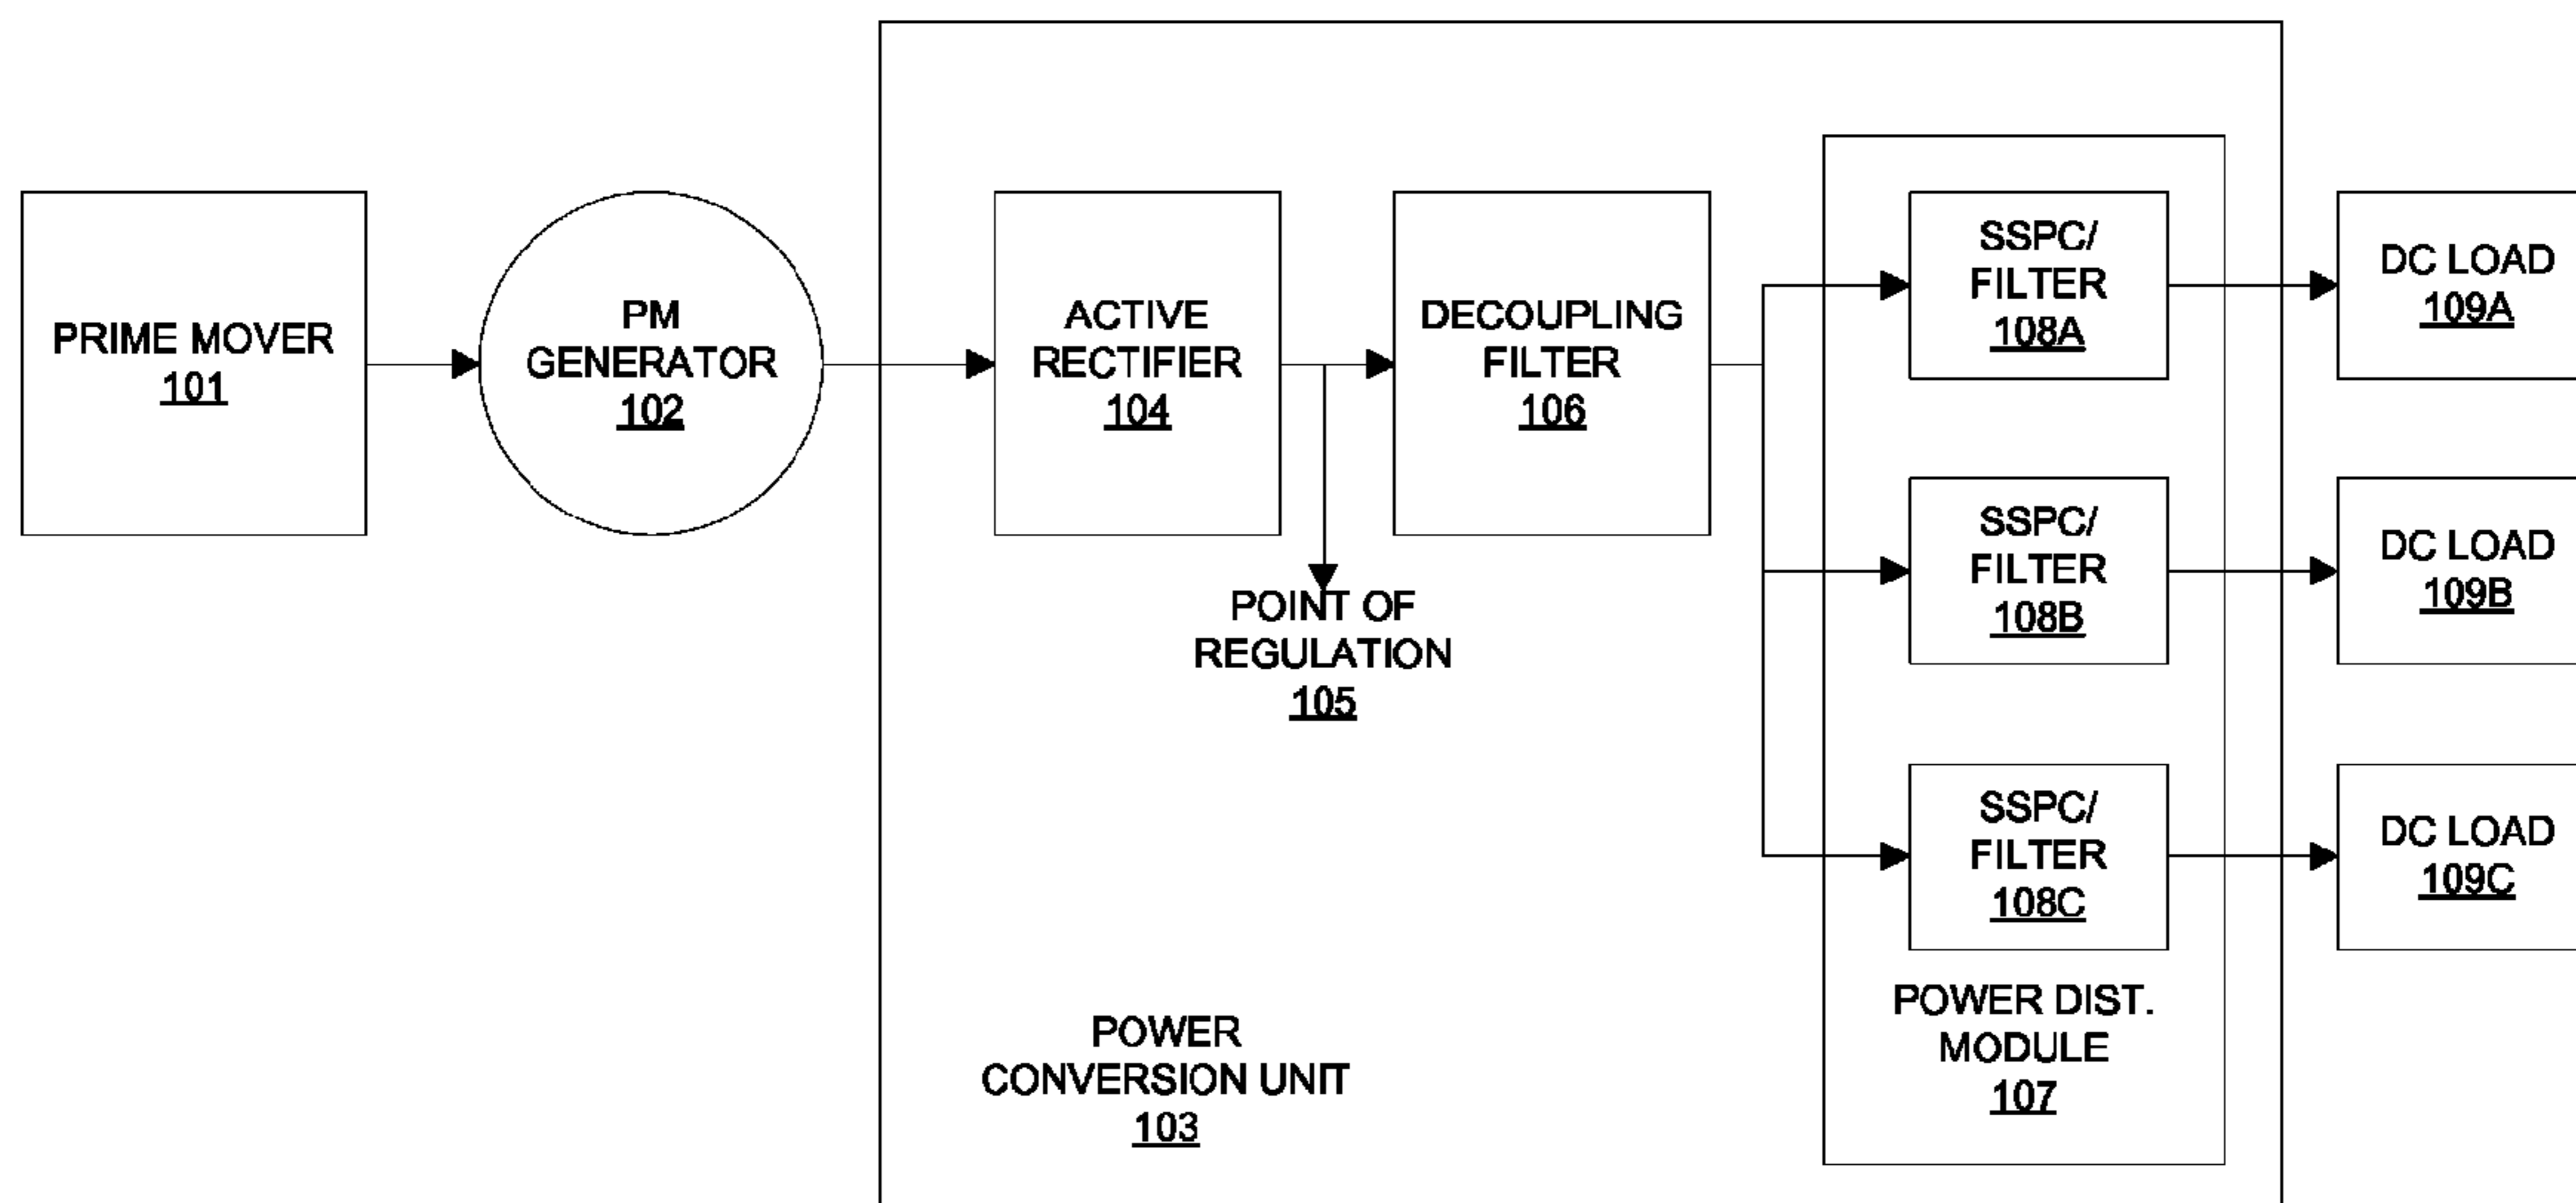 PRIME MOVER
101
PM
GENERATOR
102
ACTIVE
RECTIFIER
104
POINT OF
REGULATION
105
DECOUPLING
FILTER
106
SSPC/
FILTER
108A
SSPC/
FILTER
108B
SSPC/
FILTER
108C
POWER DIST.
MODULE
107
DC LOAD
109A
DC LOAD
109B
DC LOAD
109C
POWER
CONVERSION UNIT
103